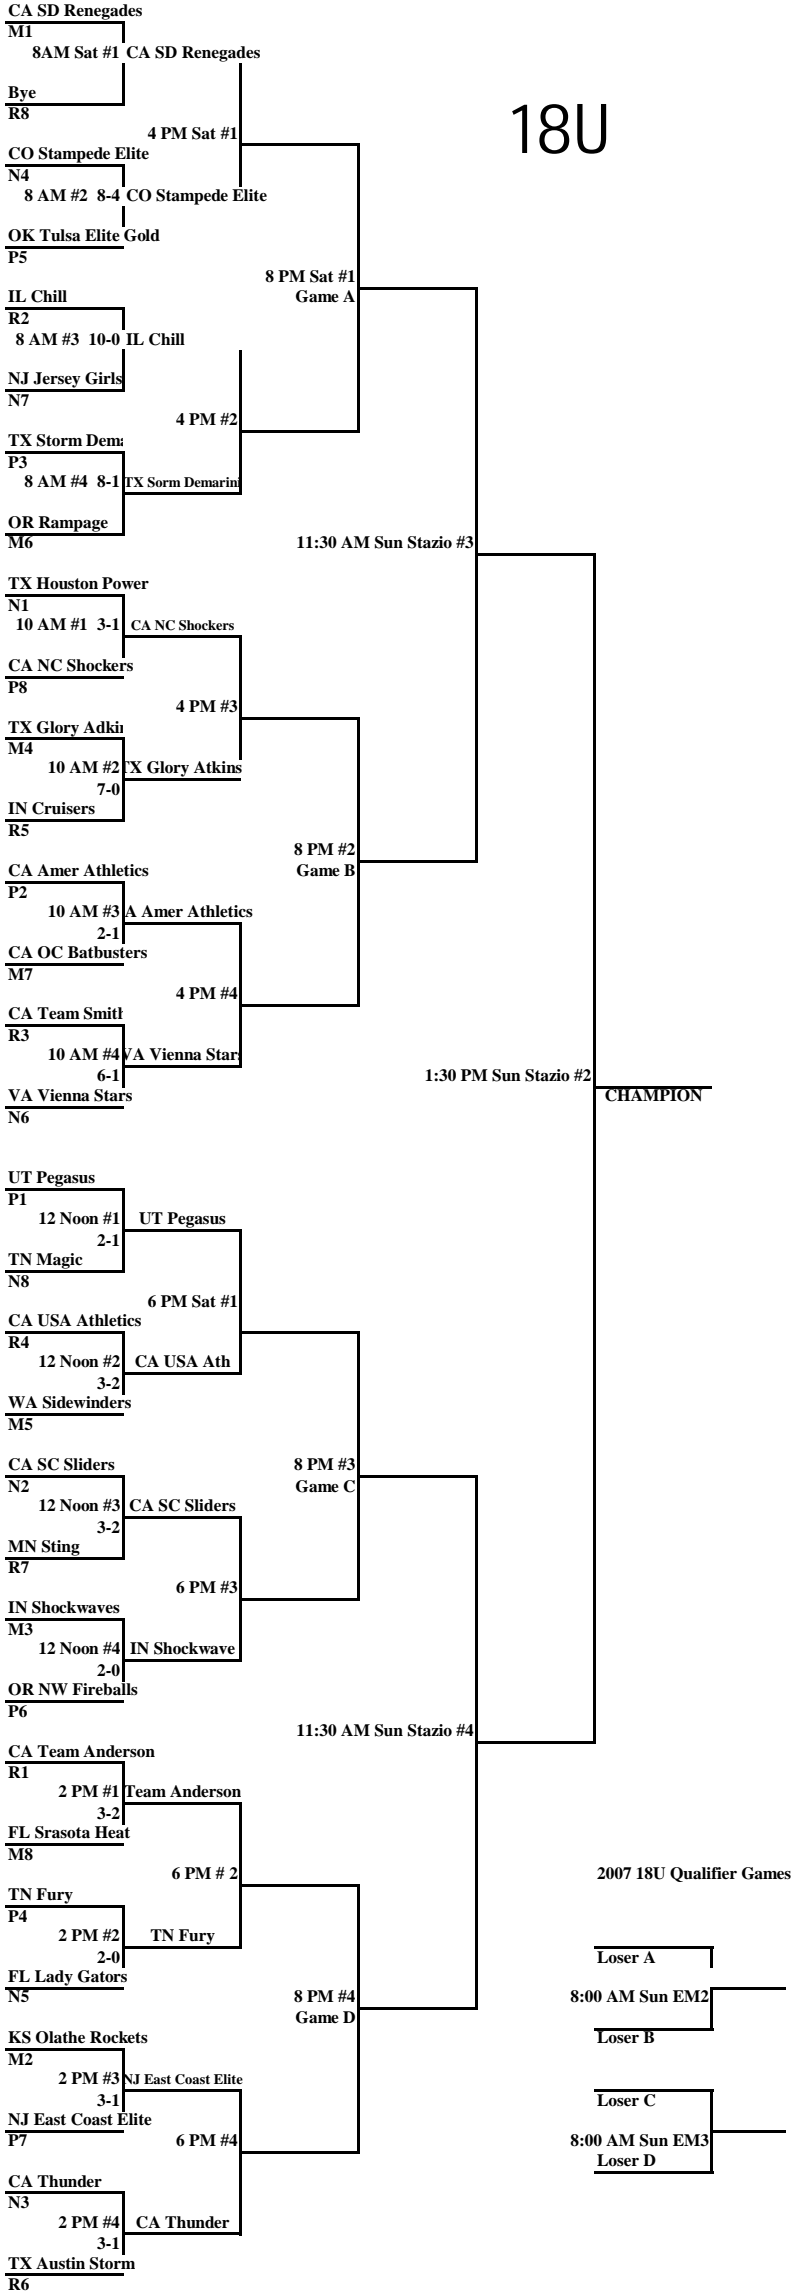 CA SD Renegades
M1
8AM Sat #1 CA SD Renegades
Bye
R8
18U
4 PM Sat #1
CO Stampede Elite
N4
8 AM #2 8-4 CO Stampede Elite
OK Tulsa Elite Gold
P5
8 PM Sat #1
Game A
IL Chill
R2
8 AM #3 10-0 IL Chill
NJ Jersey Girls
N7
4 PM #2
TX Storm Dema
P3
8 AM #4 8-1 TX Sorm Demarini
OR Rampage
M6
11:30 AM Sun Stazio #3
TX Houston Power
N1
10 AM #1 3-1 CA NC Shockers
CA NC Shockers
P8
4 PM #3
TX Glory Adkin
M4
10 AM #2 TX Glory Atkins
7-0
IN Cruisers
R5
8 PM #2
Game B
CA Amer Athletics
P2
10 AM #3 A Amer Athletics
2-1
CA OC Batbusters
M7
4 PM #4
CA Team Smith
R3
10 AM #4 VA Vienna Stars
6-1
VA Vienna Stars
N6
1:30 PM Sun Stazio #2
CHAMPION
UT Pegasus
P1
12 Noon #1 UT Pegasus
2-1
TN Magic
N8
6 PM Sat #1
CA USA Athletics
R4
12 Noon #2 CA USA Ath
3-2
WA Sidewinders
M5
8 PM #3
Game C
CA SC Sliders
N2
12 Noon #3 CA SC Sliders
3-2
MN Sting
R7
6 PM #3
IN Shockwaves
M3
12 Noon #4 IN Shockwave
2-0
OR NW Fireballs
P6
11:30 AM Sun Stazio #4
CA Team Anderson
R1
2 PM #1 Team Anderson
3-2
FL Srasota Heat
M8
6 PM # 2
2007 18U Qualifier Games
TN Fury
P4
2 PM #2 TN Fury
2-0
FL Lady Gators
N5
Loser A
8:00 AM Sun EM2
Loser B
8 PM #4
Game D
KS Olathe Rockets
M2
2 PM #3 NJ East Coast Elite
3-1
NJ East Coast Elite
P7
6 PM #4
Loser C
8:00 AM Sun EM3
Loser D
CA Thunder
N3
2 PM #4 CA Thunder
3-1
TX Austin Storm
R6